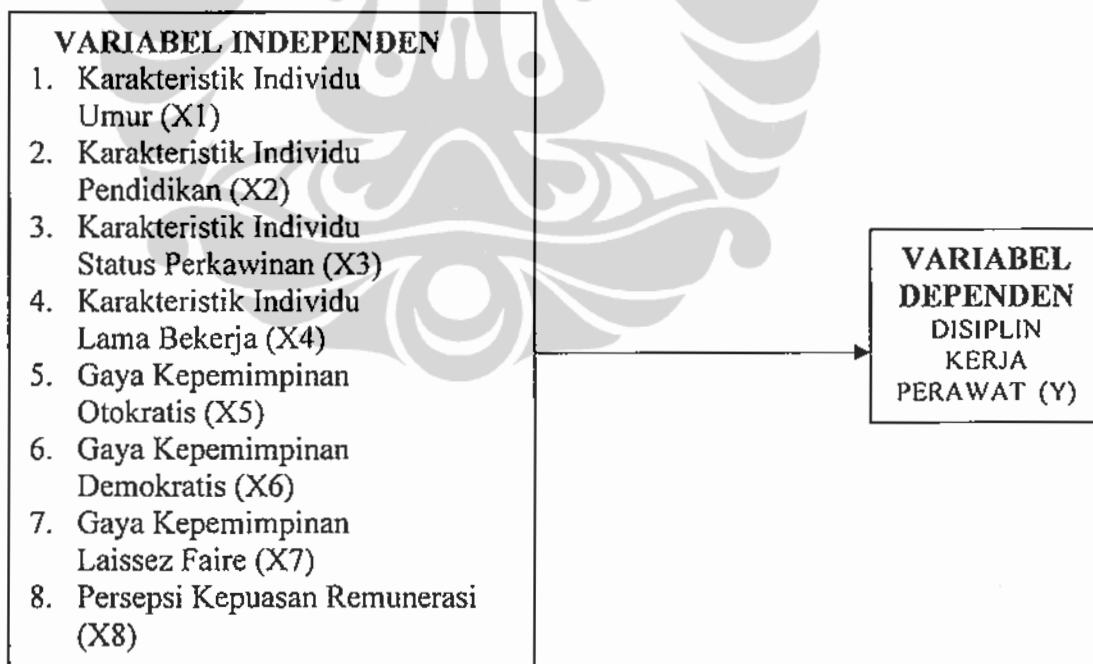 VARIABEL INDEPENDEN
1. Karakteristik Individu
Umur (X1)
2. Karakteristik Individu
Pendidikan (X2)
3. Karakteristik Individu
Status Perkawinan (X3)
4. Karakteristik Individu
Lama Bekerja (X4)
5. Gaya Kepemimpinan
Otokratis (X5)
6. Gaya Kepemimpinan
Demokratis (X6)
7. Gaya Kepemimpinan
Laissez Faire (X7)
8. Persepsi Kepuasan Remunerasi
(X8)
VARIABEL
DEPENDEN
DISIPLIN
KERJA
PERAWAT (Y)